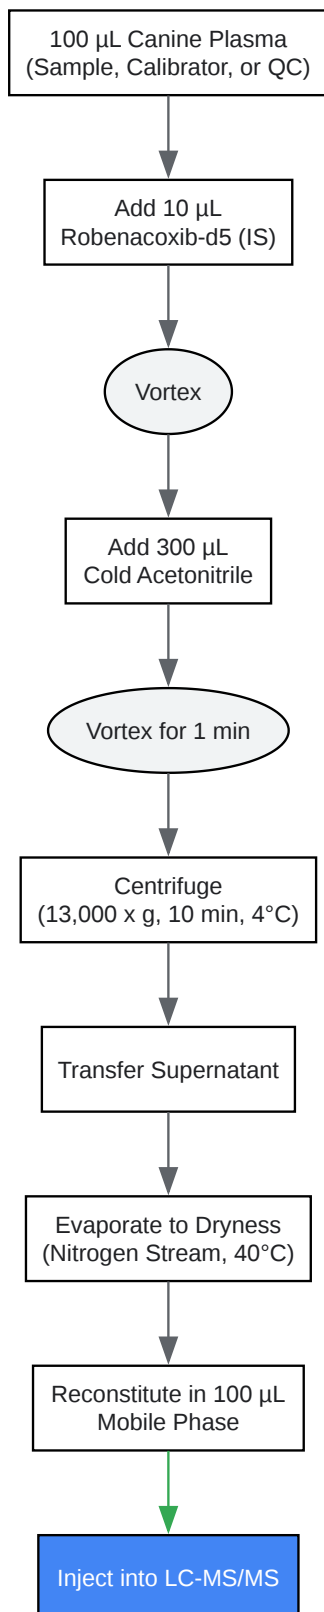 100 µL Canine Plasma
(Sample, Calibrator, or QC)
Add 10 µL
Robenacoxib-d5 (IS)
Vortex
Add 300 µL
Cold Acetonitrile
Vortex for 1 min
Centrifuge
(13,000 x g, 10 min, 4°C)
Transfer Supernatant
Evaporate to Dryness
(Nitrogen Stream, 40°C)
Reconstitute in 100 µL
Mobile Phase
Inject into LC-MS/MS